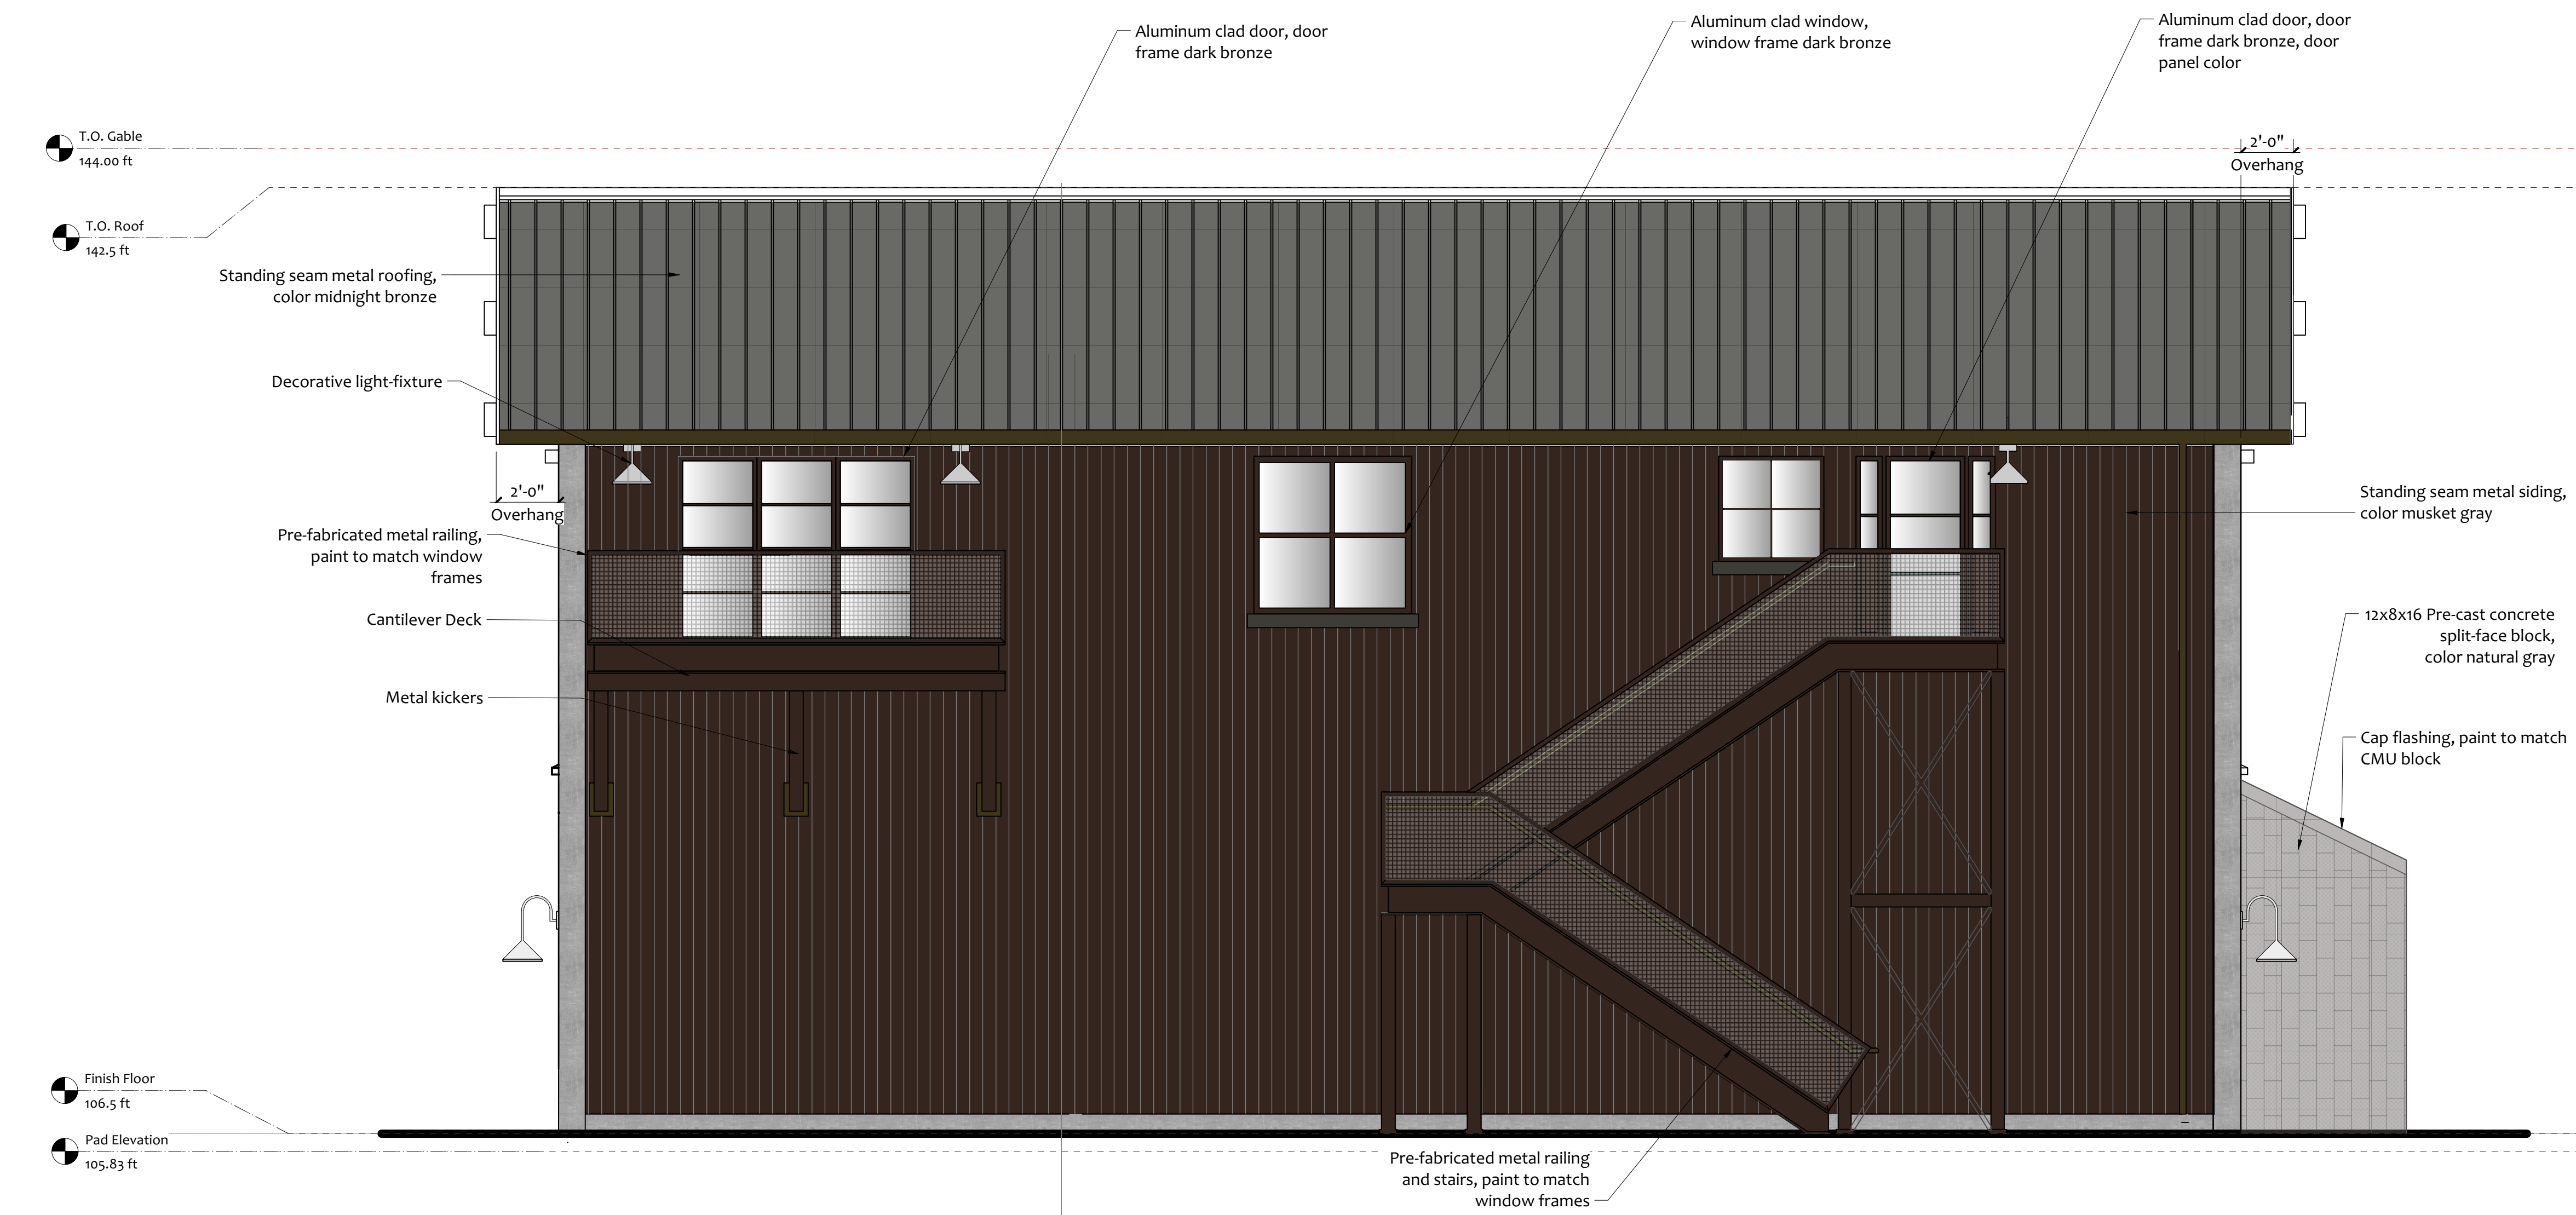 Aluminum clad door, door
frame dark bronze
Aluminum clad window,
window frame dark bronze
Aluminum clad door, door
frame dark bronze, door
panel color
T.O. Gable
144.00 ft
2'-0"
Overhang
T.O. Roof
142.5 ft
Standing seam metal roofing,
color midnight bronze
Decorative light-fixture
2'-0"
Overhang
Standing seam metal siding,
color musket gray
Pre-fabricated metal railing,
paint to match window
frames
Cantilever Deck
12x8x16 Pre-cast concrete
split-face block,
color natural gray
Metal kickers
Cap flashing, paint to match
CMU block
Finish Floor
106.5 ft
Pad Elevation
105.83 ft
Pre-fabricated metal railing
and stairs, paint to match
window frames